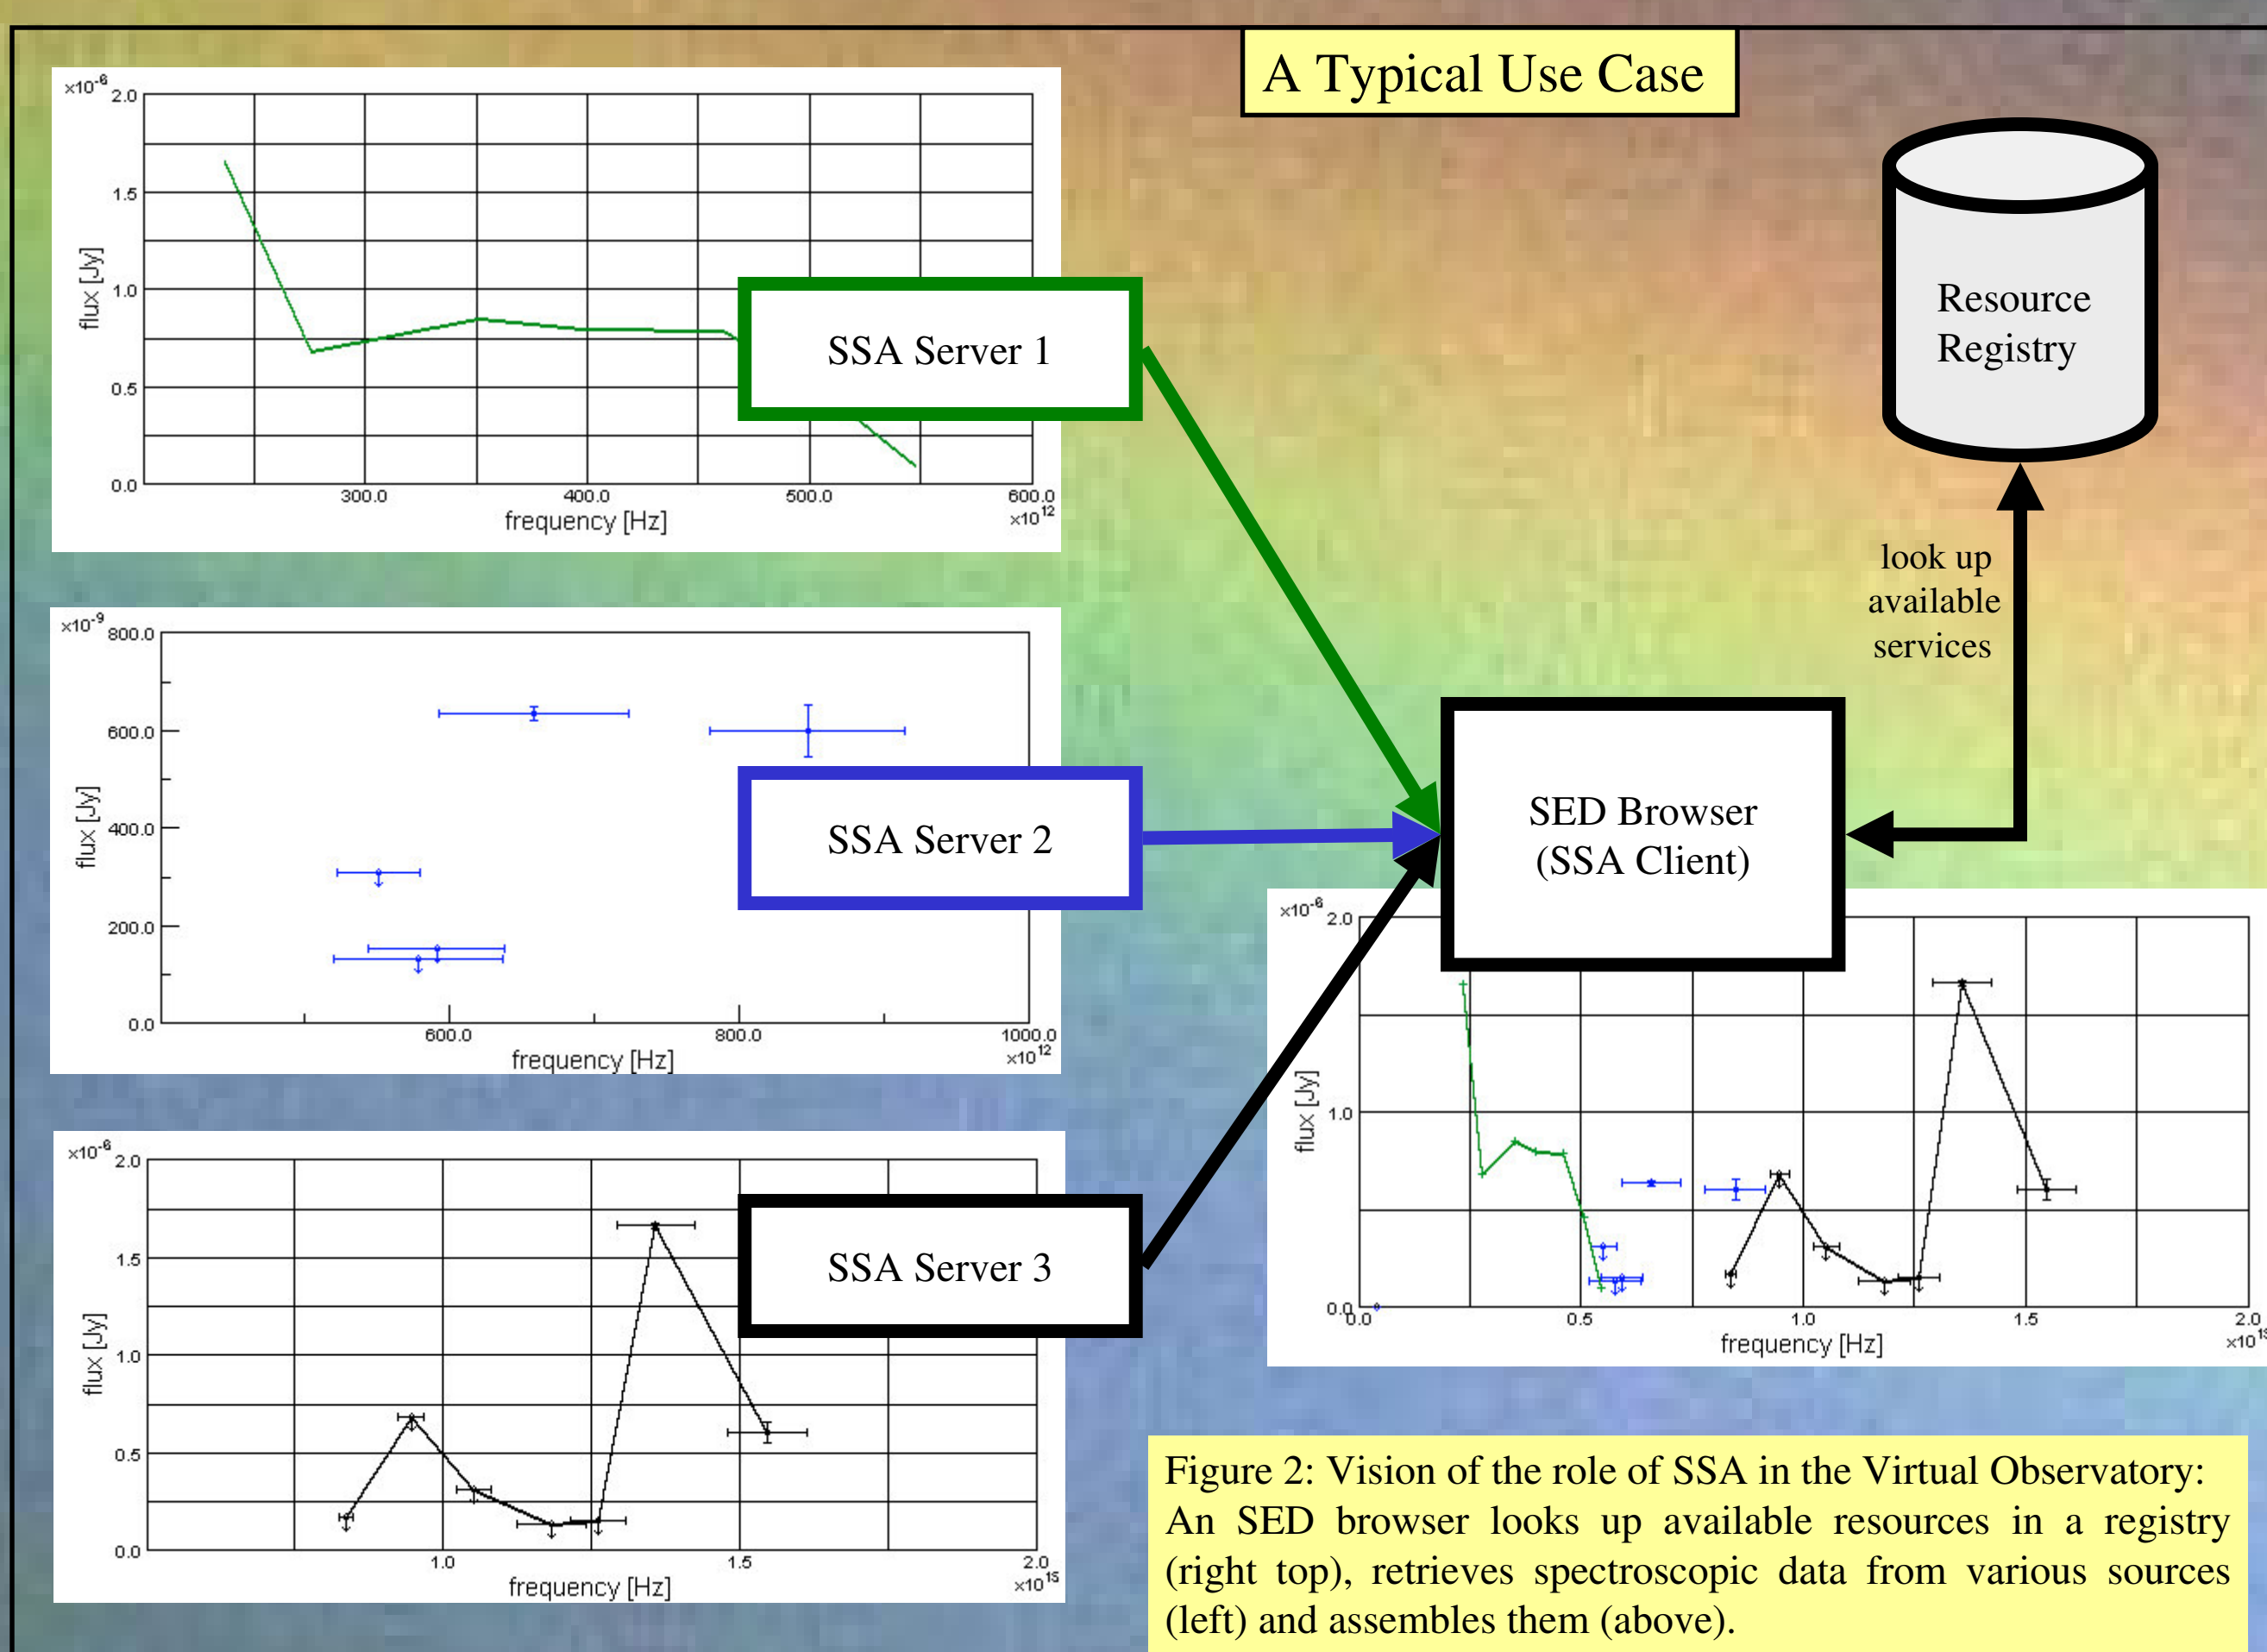 A Typical Use Case
×10⁻⁶
2.0
1.5
1.0
0.5
0.0
flux [Jy]
300.0 400.0 500.0 600.0
×10¹²
frequency [Hz]
SSA Server 1
Resource
Registry
look up
available
services
×10⁻⁹
800.0
600.0
400.0
200.0
0.0
flux [Jy]
600.0 800.0 1000.0
×10¹²
frequency [Hz]
SSA Server 2
SED Browser
(SSA Client)
×10⁻⁶
2.0
1.0
0.0
flux [Jy]
0.0 0.5 1.0 1.5 2.0
×10¹⁵
frequency [Hz]
×10⁻⁶
2.0
1.5
1.0
0.5
0.0
flux [Jy]
1.0 1.5 2.0
×10¹⁵
frequency [Hz]
SSA Server 3
Figure 2: Vision of the role of SSA in the Virtual Observatory:
An SED browser looks up available resources in a registry
(right top), retrieves spectroscopic data from various sources
(left) and assembles them (above).